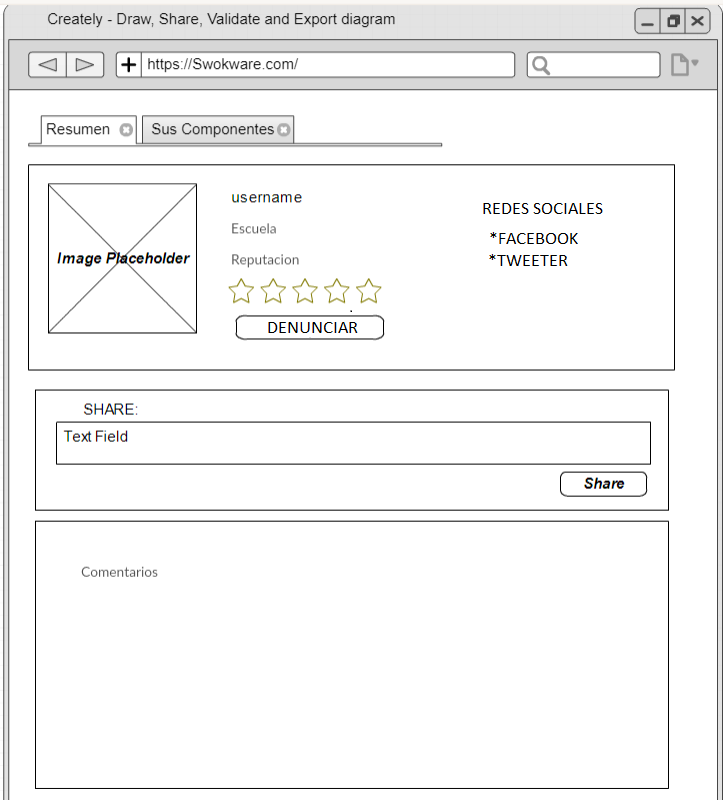 Creately - Draw, Share, Validate and Export diagram
https://Swokware.com/
Resumen
Sus Componentes
Image Placeholder
username
Escuela
Reputacion
DENUNCIAR
REDES SOCIALES
*FACEBOOK
*TWEETER
SHARE:
Text Field
Share
Comentarios